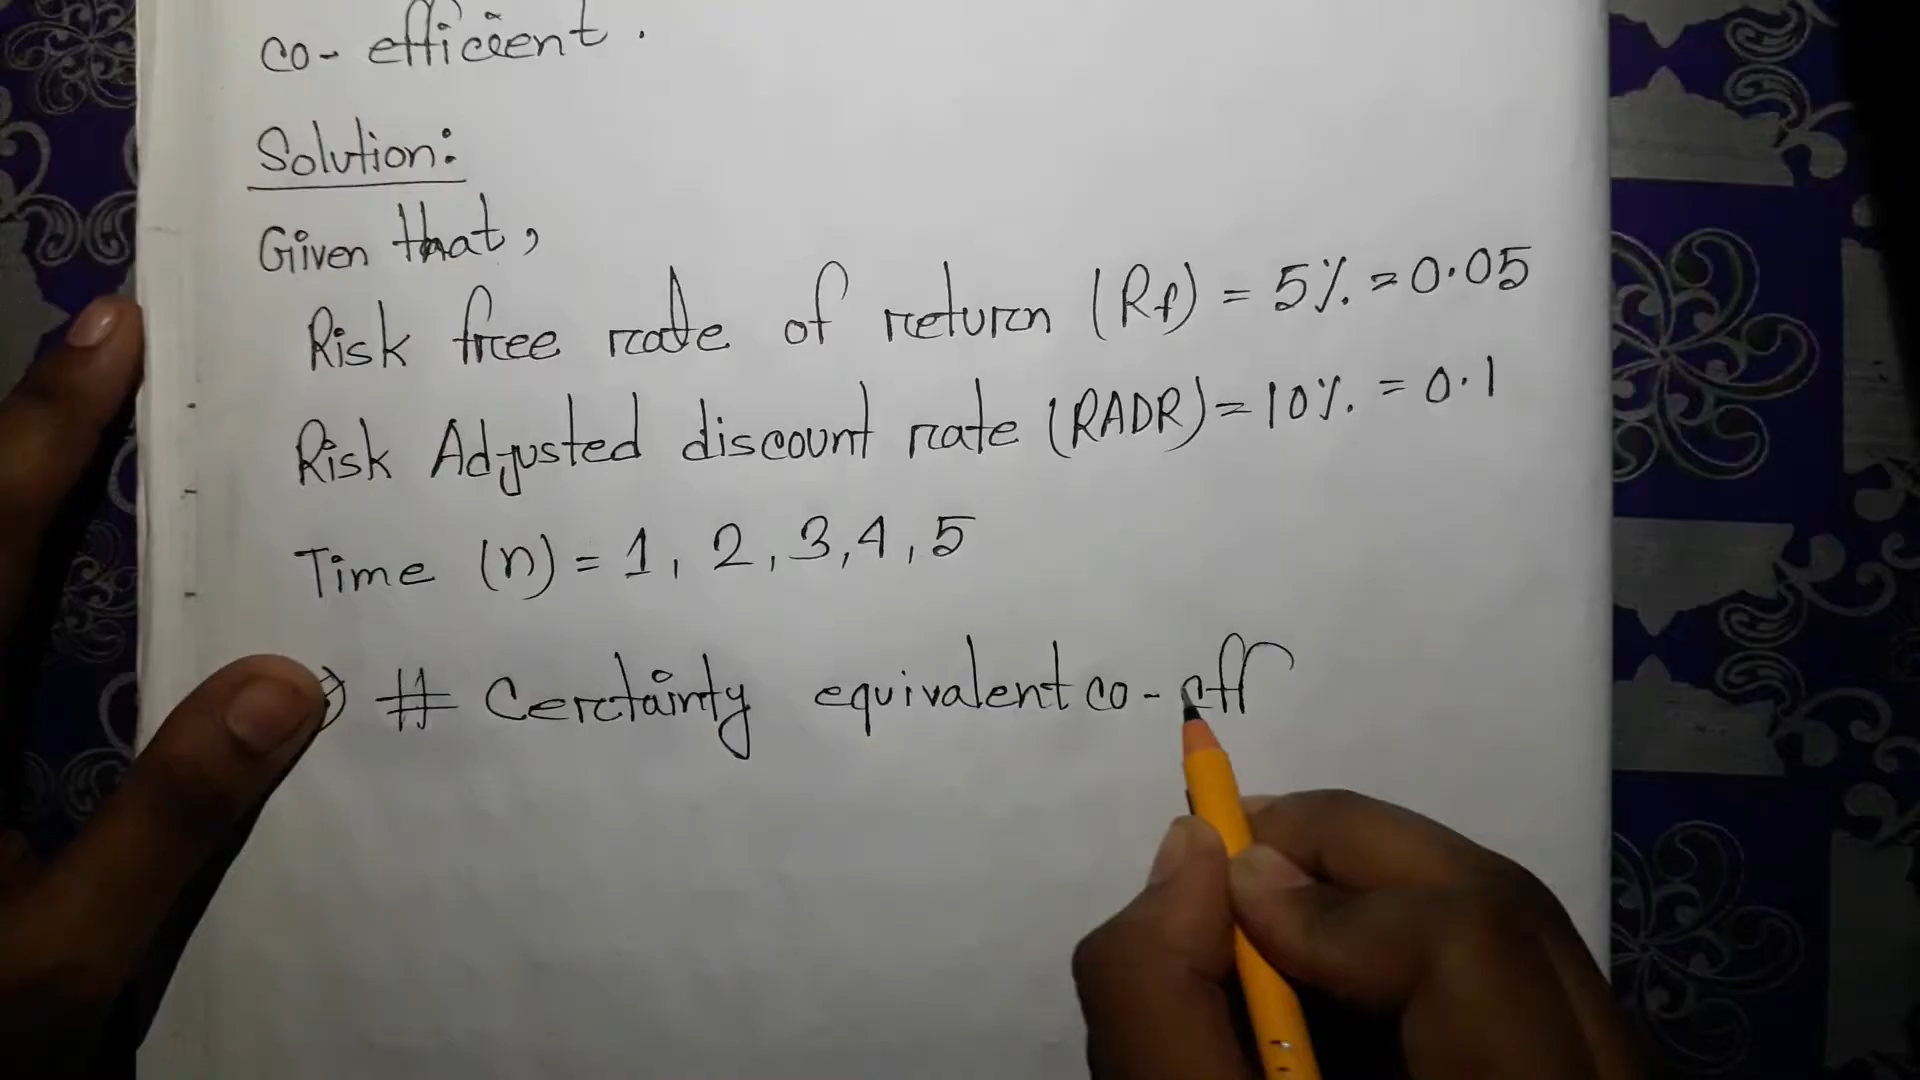 co-efficient.
Solution:
Given that,
Risk free rate of return (Rf) = 5% = 0.05
Risk Adjusted discount rate (RADR) = 10% = 0.1
Time (n) = 1, 2, 3, 4, 5
# Certainty equivalent co-eff